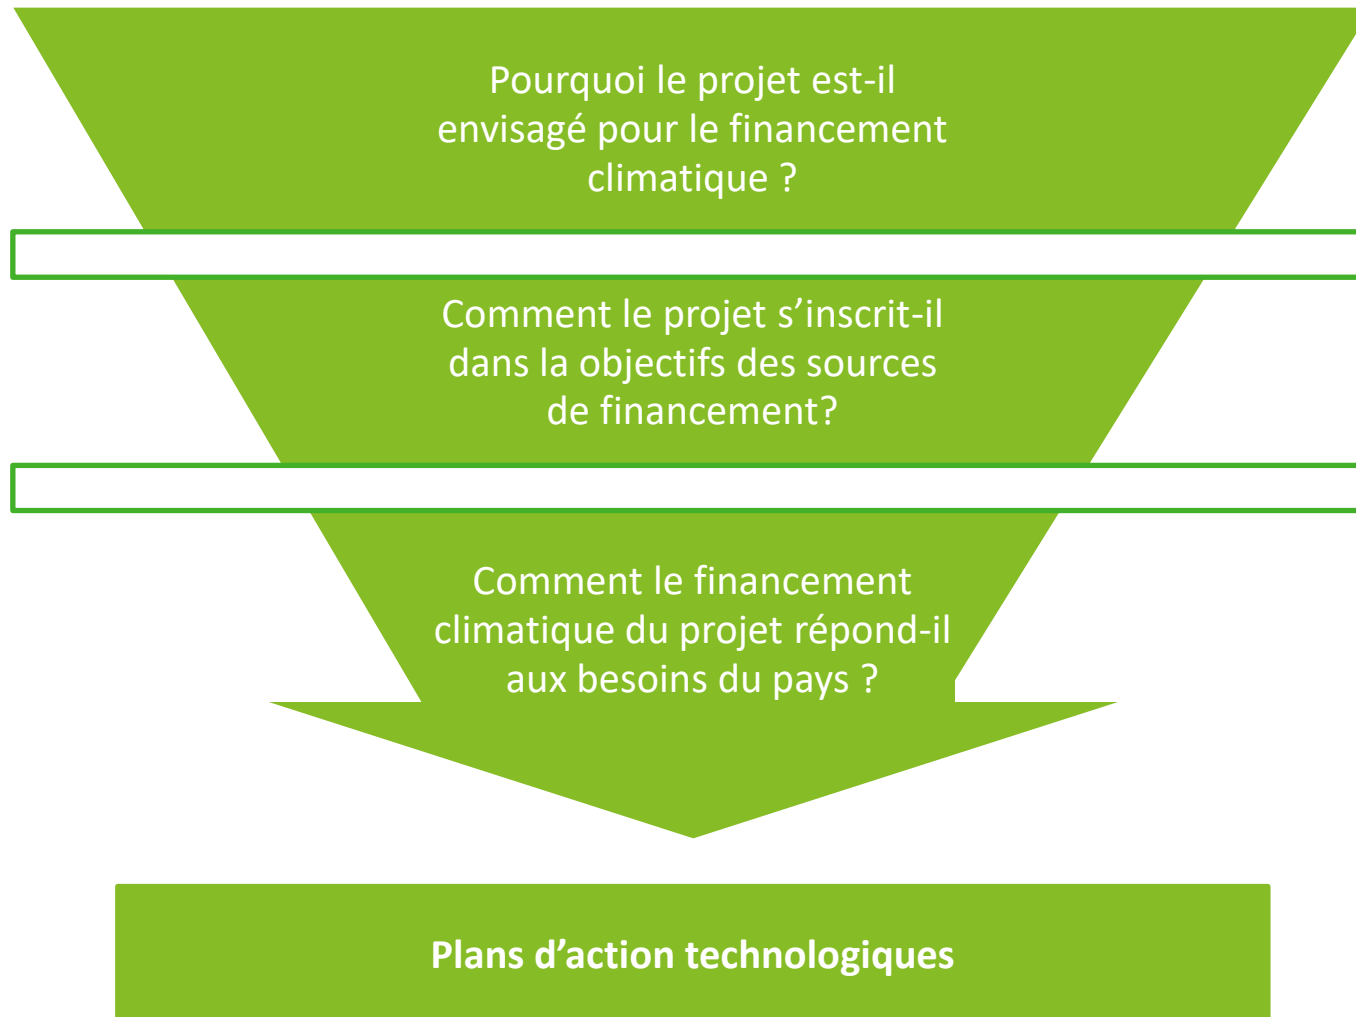 Pourquoi le projet est-il
envisagé pour le financement
climatique ?
Comment le projet s’inscrit-il
dans la objectifs des sources
de financement?
Comment le financement
climatique du projet répond-il
aux besoins du pays ?
Plans d’action technologiques